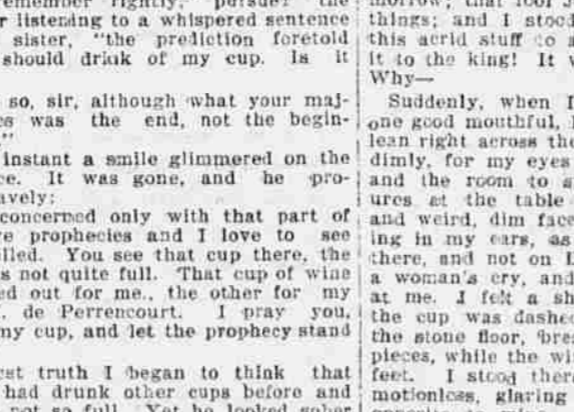 remember rightly," pursued the
r listening to a whispered sentence
sister, "the prediction foretold
should drink of my cup. Is it
so, sir, although what your maj-
es was the end, not the begin-
"
instant a smile glimmered on the
ce. It was gone, and he pro-
avely:
concerned only with that part of
e prophecies and I love to see
illed. You see that cup there, the
s not quite full. That cup of wine
ed out for me., the other for my
. de Perrencourt. I pray you,
ny cup, and let the prophecy stand
est truth I began to think that
had drunk other cups before and
not so full. Yet he looked sober
morrow; that fool J
things; and I stood
this acrid stuff to a
it to the king! It w
Why—
Suddenly, when I
one good mouthful, I
lean right across the
dimly, for my eyes
and the room to s
ures at the table
and weird, dim face
ing in my ears, as
there, and not on L
a woman's cry, and
at me. I felt a sh
the cup was dashed
the stone floor, bre
pieces, while the wi
feet. I stood ther
motionless, glaring